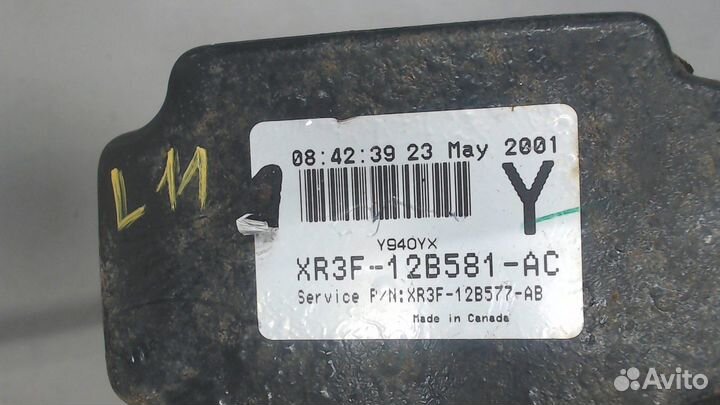 L11
08:42:39 23 May 2001
Y
Y940YX
XR3F-12B581-AC
Service P/N:XR3F-12B577-AB
Made in Canada
Avito